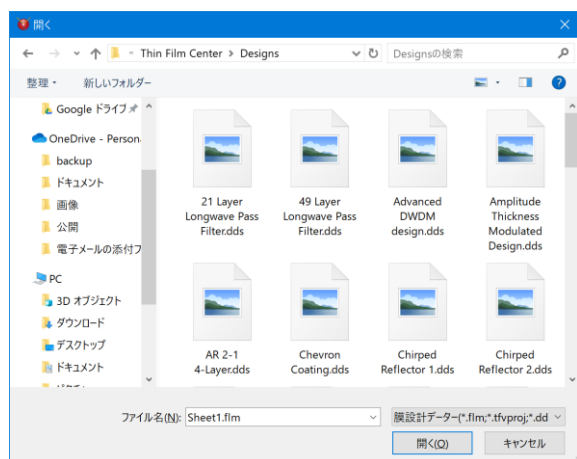 開く
Thin Film Center > Designs
Designsの検索
整理
新しいフォルダー
Google ドライブ
OneDrive - Person
backup
ドキュメント
画像
公開
電子メールの添付フ
PC
3D オブジェクト
ダウンロード
デスクトップ
ドキュメント
21 Layer
Longwave Pass
Filter.dds
49 Layer
Longwave Pass
Filter.dds
Advanced
DWDM
design.dds
Amplitude
Thickness
Modulated
Design.dds
AR 2-1
4-Layer.dds
Chevron
Coating.dds
Chirped
Reflector 1.dds
Chirped
Reflector 2.dds
ファイル名(N): Sheet1.flm
膜設計データー(*.flm;*.tfvproj;*.dd
開く(O)
キャンセル